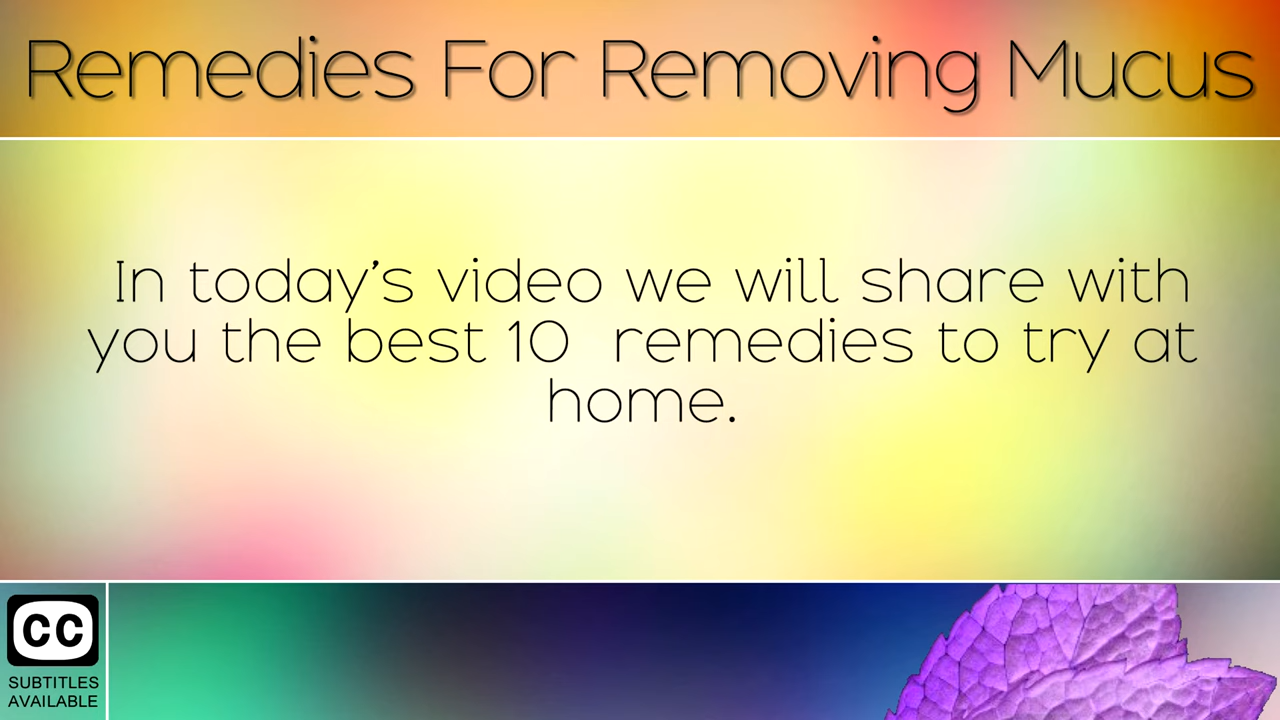 Remedies For Removing Mucus
In today's video we will share with
you the best 10 remedies to try at
home.
CC
SUBTITLES
AVAILABLE